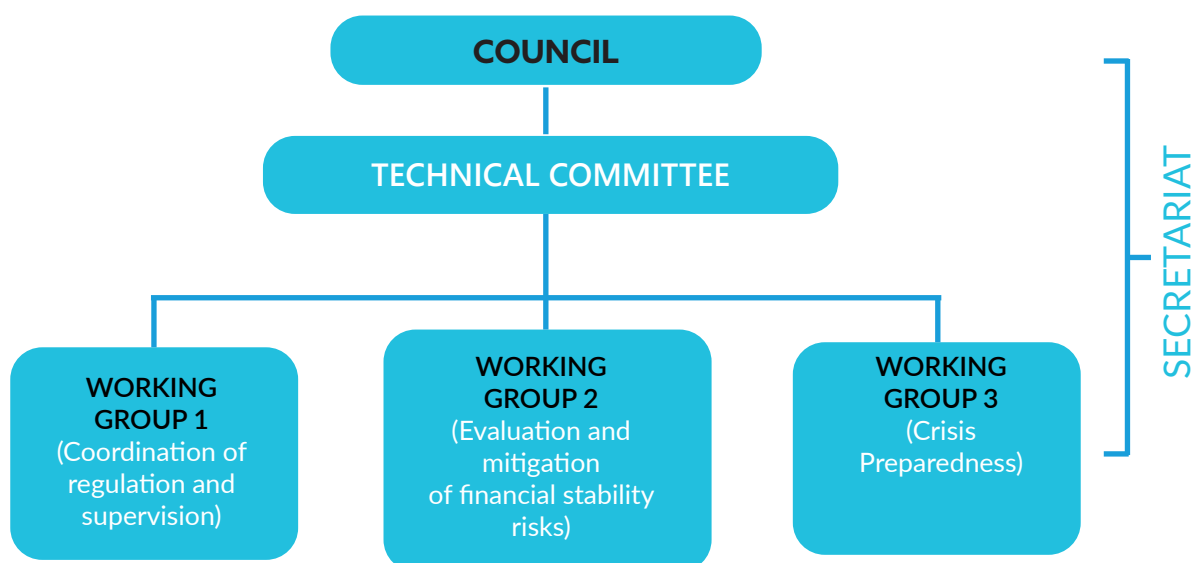 COUNCIL
TECHNICAL COMMITTEE
SECRETARIAT
WORKING
GROUP 1
(Coordination of
regulation and
supervision)
WORKING
GROUP 2
(Evaluation and
mitigation
of financial stability
risks)
WORKING
GROUP 3
(Crisis
Preparedness)